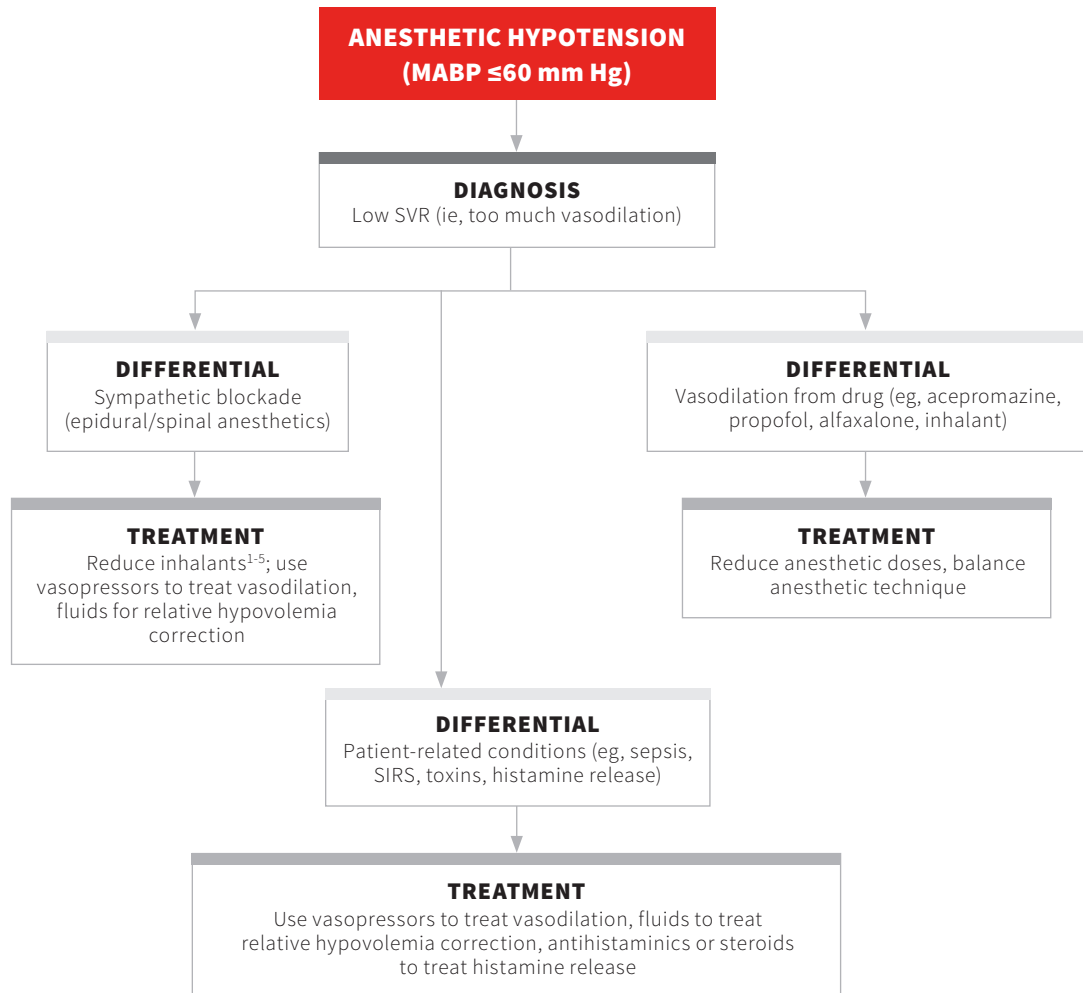 ANESTHETIC HYPOTENSION
(MABP ≤60 mm Hg)
DIAGNOSIS
Low SVR (ie, too much vasodilation)
DIFFERENTIAL
Sympathetic blockade
(epidural/spinal anesthetics)
DIFFERENTIAL
Vasodilation from drug (eg, acepromazine,
propofol, alfaxalone, inhalant)
TREATMENT
Reduce inhalants1-5; use
vasopressors to treat vasodilation,
fluids for relative hypovolemia
correction
TREATMENT
Reduce anesthetic doses, balance
anesthetic technique
DIFFERENTIAL
Patient-related conditions (eg, sepsis,
SIRS, toxins, histamine release)
TREATMENT
Use vasopressors to treat vasodilation, fluids to treat
relative hypovolemia correction, antihistaminics or steroids
to treat histamine release